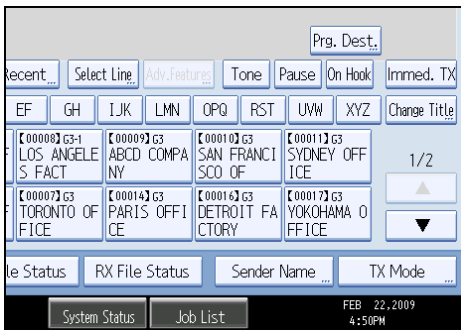 Prg. Dest.
Recent Select Line Adv.Features Tone Pause On Hook Immed. TX
EF GH IJK LMN OPQ RST UVW XYZ Change Title
【00008】G3-1 【00009】G3 【00010】G3 【00011】G3
F LOS ANGELE ABCD COMPA SAN FRANCI SYDNEY OFF 1/2
S FACT NY SCO OF ICE
【00007】G3 【00014】G3 【00016】G3 【00017】G3
F TORONTO OF PARIS OFFI DETROIT FA YOKOHAMA O
FICE CE CTORY FFICE
le Status RX File Status Sender Name TX Mode
System Status Job List FEB 22,2009
4:50PM